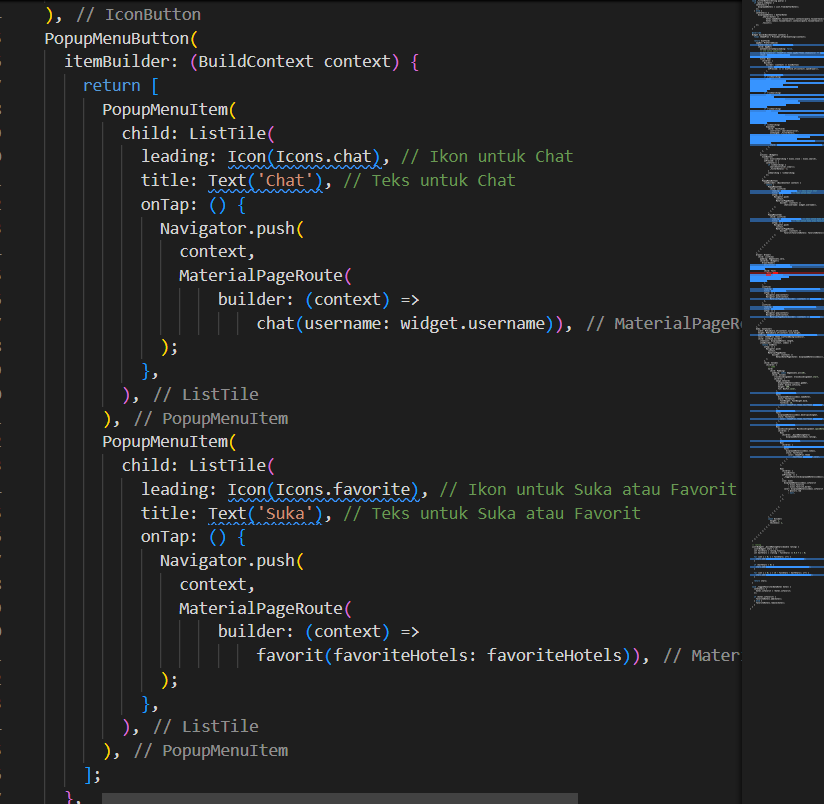 ), // IconButton
PopupMenuButton(
  itemBuilder: (BuildContext context) {
    return [
      PopupMenuItem(
        child: ListTile(
          leading: Icon(Icons.chat), // Ikon untuk Chat
          title: Text('Chat'), // Teks untuk Chat
          onTap: () {
            Navigator.push(
              context,
              MaterialPageRoute(
                  builder: (context) =>
                      chat(username: widget.username)), // MaterialPageR
            );
          },
        ), // ListTile
      ), // PopupMenuItem
      PopupMenuItem(
        child: ListTile(
          leading: Icon(Icons.favorite), // Ikon untuk Suka atau Favorit
          title: Text('Suka'), // Teks untuk Suka atau Favorit
          onTap: () {
            Navigator.push(
              context,
              MaterialPageRoute(
                  builder: (context) =>
                      favorit(favoriteHotels: favoriteHotels)), // Mater
            );
          },
        ), // ListTile
      ), // PopupMenuItem
    ];
  },